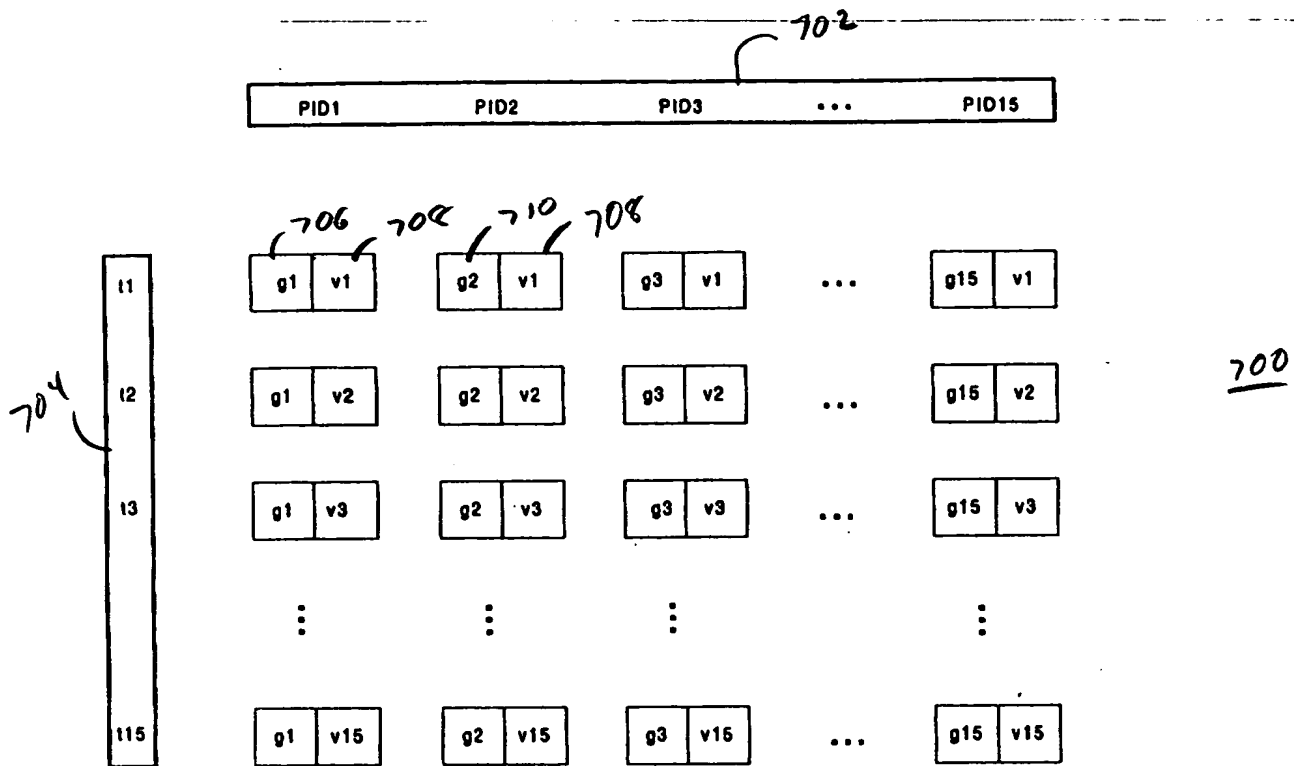 702
PID1 PID2 PID3 ... PID15
706 708 710 708
t1 g1 v1 g2 v1 g3 v1 ... g15 v1
t2 g1 v2 g2 v2 g3 v2 ... g15 v2
700
704
t3 g1 v3 g2 v3 g3 v3 ... g15 v3
t15 g1 v15 g2 v15 g3 v15 ... g15 v15